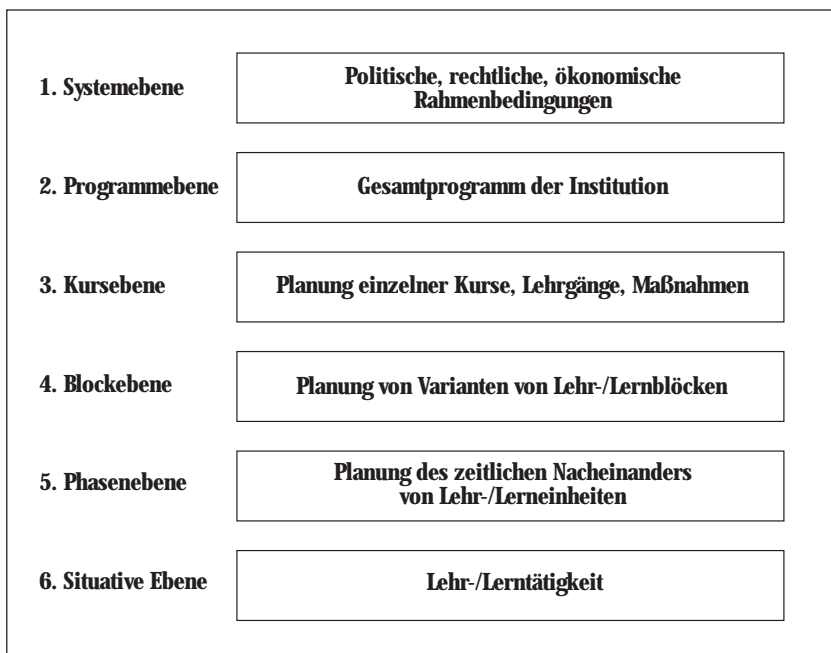 1. Systemebene
Politische, rechtliche, ökonomische
Rahmenbedingungen
2. Programmebene
Gesamtprogramm der Institution
3. Kursebene
Planung einzelner Kurse, Lehrgänge, Maßnahmen
4. Blockebene
Planung von Varianten von Lehr-/Lernblöcken
5. Phasenebene
Planung des zeitlichen Nacheinanders
von Lehr-/Lerneinheiten
6. Situative Ebene
Lehr-/Lerntätigkeit